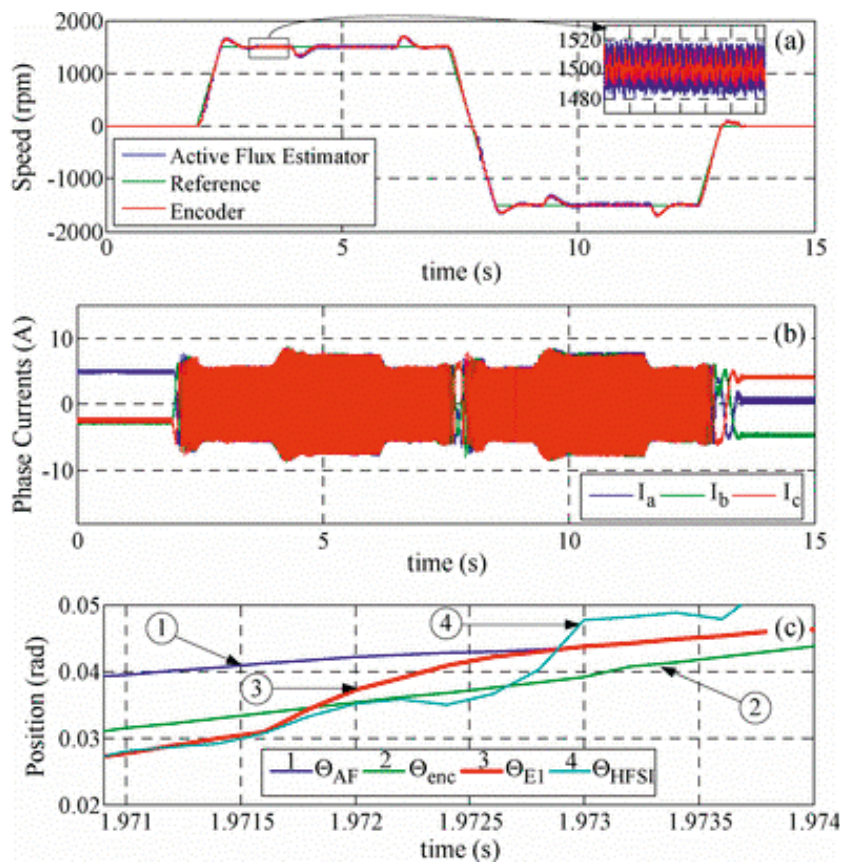 2000
(a)
1520
1500
1480
1000
0
-1000
-2000
Speed (rpm)
Active Flux Estimator
Reference
Encoder
0 5 10 15
time (s)
10
(b)
0
-10
Phase Currents (A)
I_a I_b I_c
0 5 10 15
time (s)
0.05
(c)
0.04
0.03
0.02
Position (rad)
1
4
3
2
1 Θ_AF 2 Θ_enc 3 Θ_E1 4 Θ_HFSI
1.971 1.9715 1.972 1.9725 1.973 1.9735 1.974
time (s)